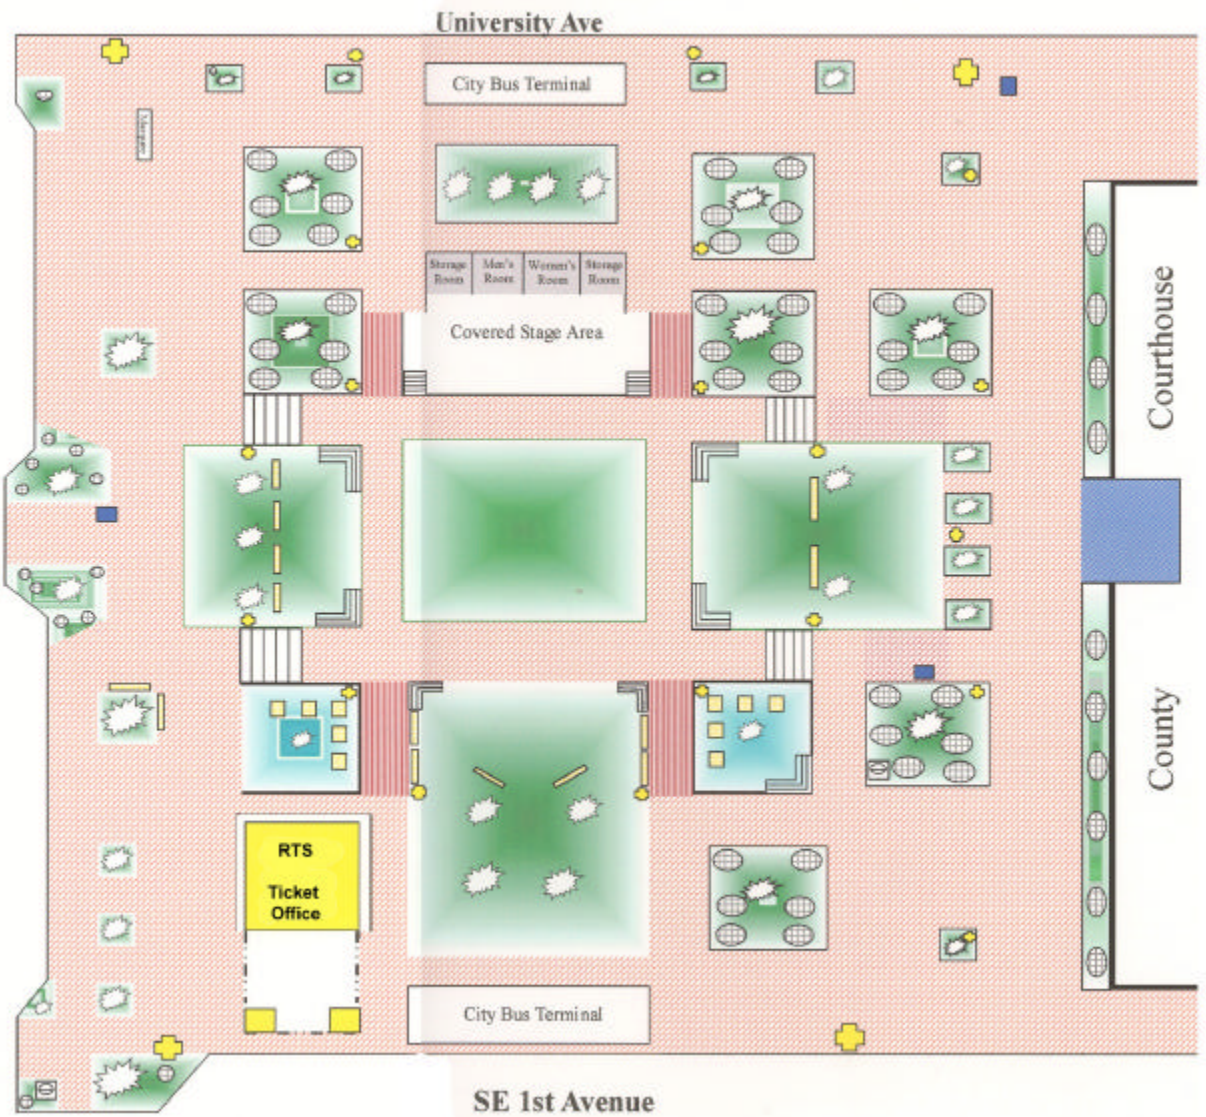 University Ave
City Bus Terminal
Marquee
Storage
Room
Men's
Room
Women's
Room
Storage
Room
Covered Stage Area
Courthouse
County
RTS
Ticket
Office
City Bus Terminal
SE 1st Avenue